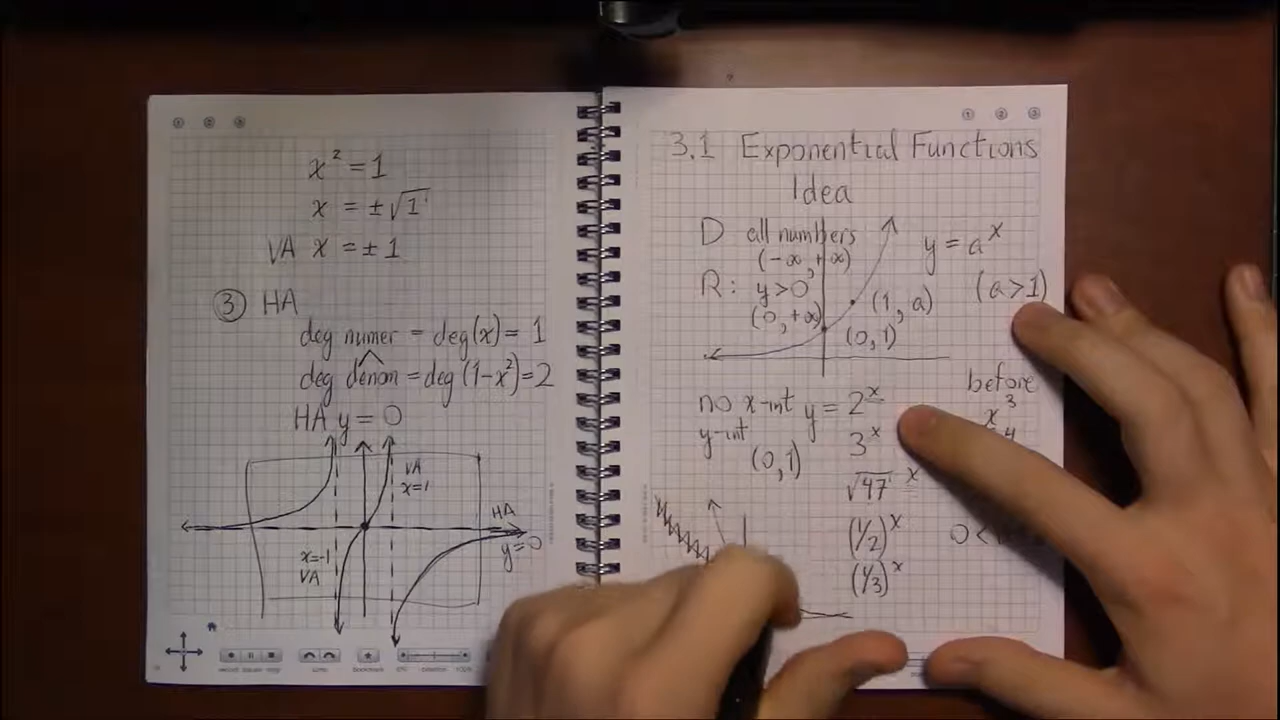 x² = 1
x = ±√1
VA x = ±1
③ HA
deg numer = deg(x) = 1
deg denom = deg(1-x²) = 2
HA y = 0
VA
x=1
HA
y=0
x=-1
VA
3.1 Exponential Functions
Idea
D all numbers
(-∞, +∞)
R: y>0
(0, +∞)
y = a^x
(a>1)
(1, a)
(0,1)
no x-int
y-int
(0,1)
y = 2^x
3^x
√47^x
(1/2)^x
(1/3)^x
before
x³
4
0 <